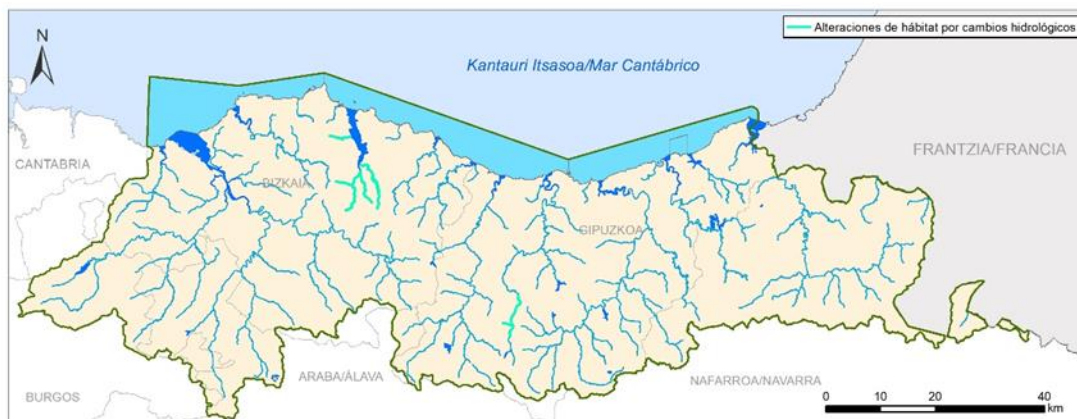 Alteraciones de hábitat por cambios hidrológicos
N
Kantauri Itsasoa/Mar Cantábrico
CANTABRIA
FRANTZIA/FRANCIA
BIZKAIA
GIPUZKOA
ARABA/ÁLAVA
NAFARROA/NAVARRA
BURGOS
0 10 20 40
km